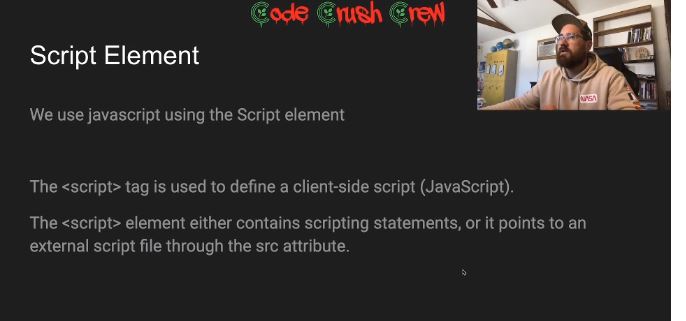 Code Crush Crew
Script Element
We use javascript using the Script element
The <script> tag is used to define a client-side script (JavaScript).
The <script> element either contains scripting statements, or it points to an
external script file through the src attribute.
NASA